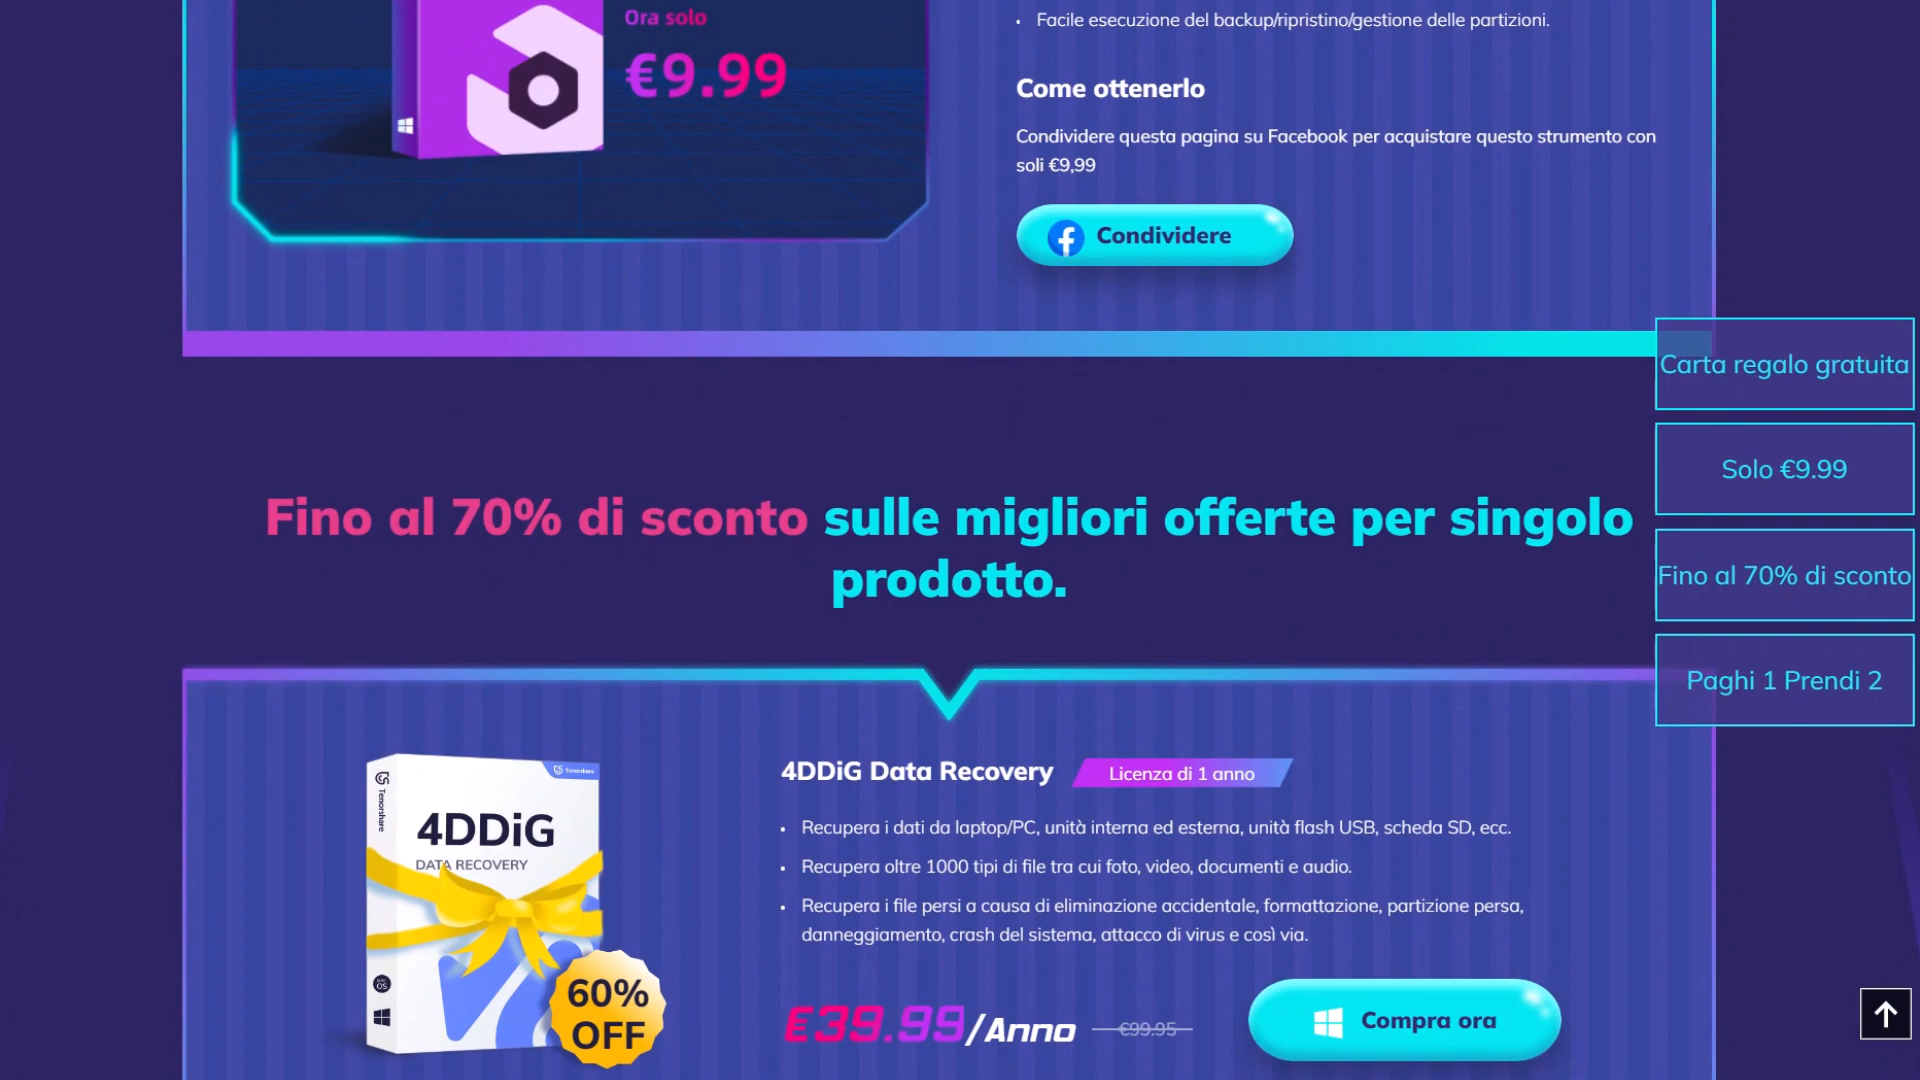 Ora solo
€9.99
Facile esecuzione del backup/ripristino/gestione delle partizioni.
Come ottenerlo
Condividere questa pagina su Facebook per acquistare questo strumento con
soli €9,99
Condividere
Carta regalo gratuita
Solo €9.99
Fino al 70% di sconto
Paghi 1 Prendi 2
Fino al 70% di sconto sulle migliori offerte per singolo
prodotto.
Tenorshare
Tenorshare
4DDiG
DATA RECOVERY
60%
OFF
4DDiG Data Recovery
Licenza di 1 anno
Recupera i dati da laptop/PC, unità interna ed esterna, unità flash USB, scheda SD, ecc.
Recupera oltre 1000 tipi di file tra cui foto, video, documenti e audio.
Recupera i file persi a causa di eliminazione accidentale, formattazione, partizione persa,
danneggiamento, crash del sistema, attacco di virus e così via.
€39.99/Anno
€99.95
Compra ora